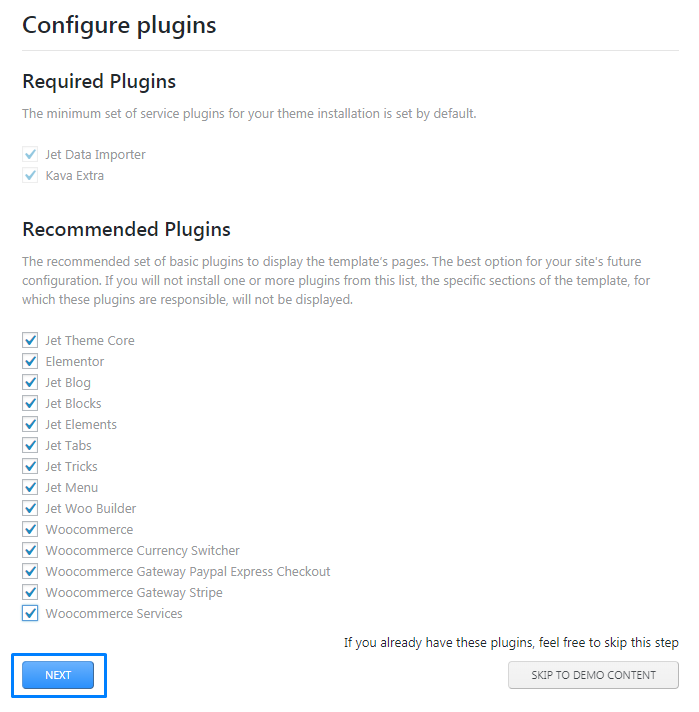 Configure plugins
Required Plugins
The minimum set of service plugins for your theme installation is set by default.
Jet Data Importer
Kava Extra
Recommended Plugins
The recommended set of basic plugins to display the template's pages. The best option for your site's future
configuration. If you will not install one or more plugins from this list, the specific sections of the template, for
which these plugins are responsible, will not be displayed.
Jet Theme Core
Elementor
Jet Blog
Jet Blocks
Jet Elements
Jet Tabs
Jet Tricks
Jet Menu
Jet Woo Builder
Woocommerce
Woocommerce Currency Switcher
Woocommerce Gateway Paypal Express Checkout
Woocommerce Gateway Stripe
Woocommerce Services
If you already have these plugins, feel free to skip this step
NEXT
SKIP TO DEMO CONTENT